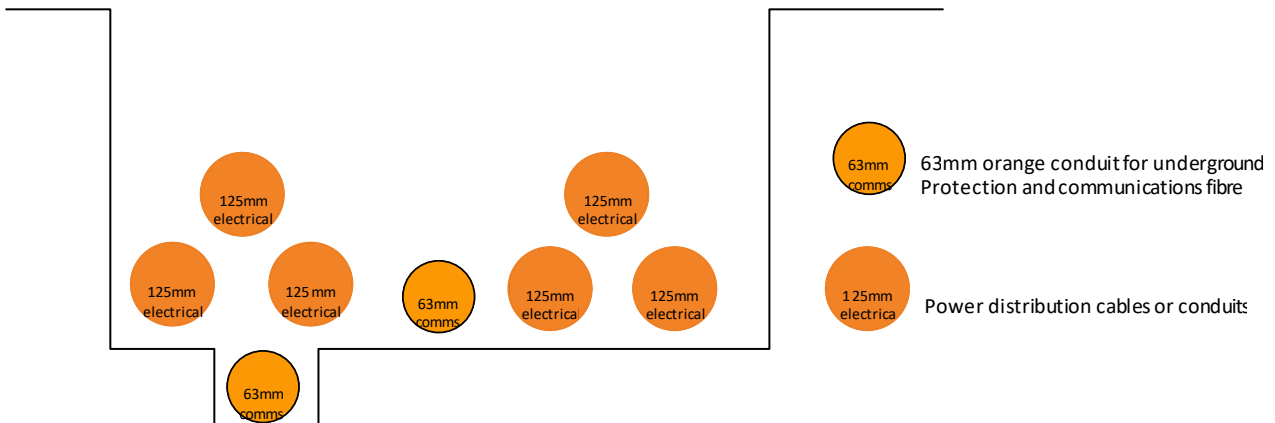 125mm
electrical
125mm
electrical
63mm
comms
63mm orange conduit for underground
Protection and communications fibre
125mm
electrical
125mm
electrical
63mm
comms
125mm
electrical
125mm
electrical
125mm
electrica
Power distribution cables or conduits
63mm
comms